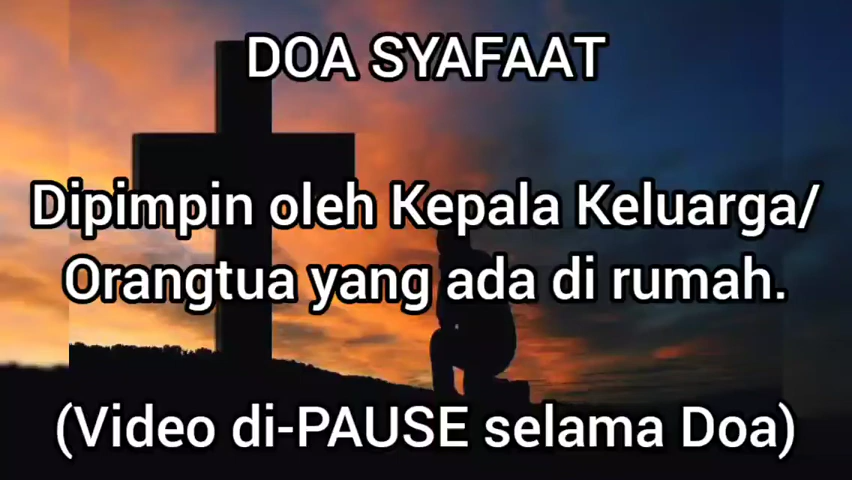 DOA SYAFAAT
Dipimpin oleh Kepala Keluarga/
Orangtua yang ada di rumah.
(Video di-PAUSE selama Doa)